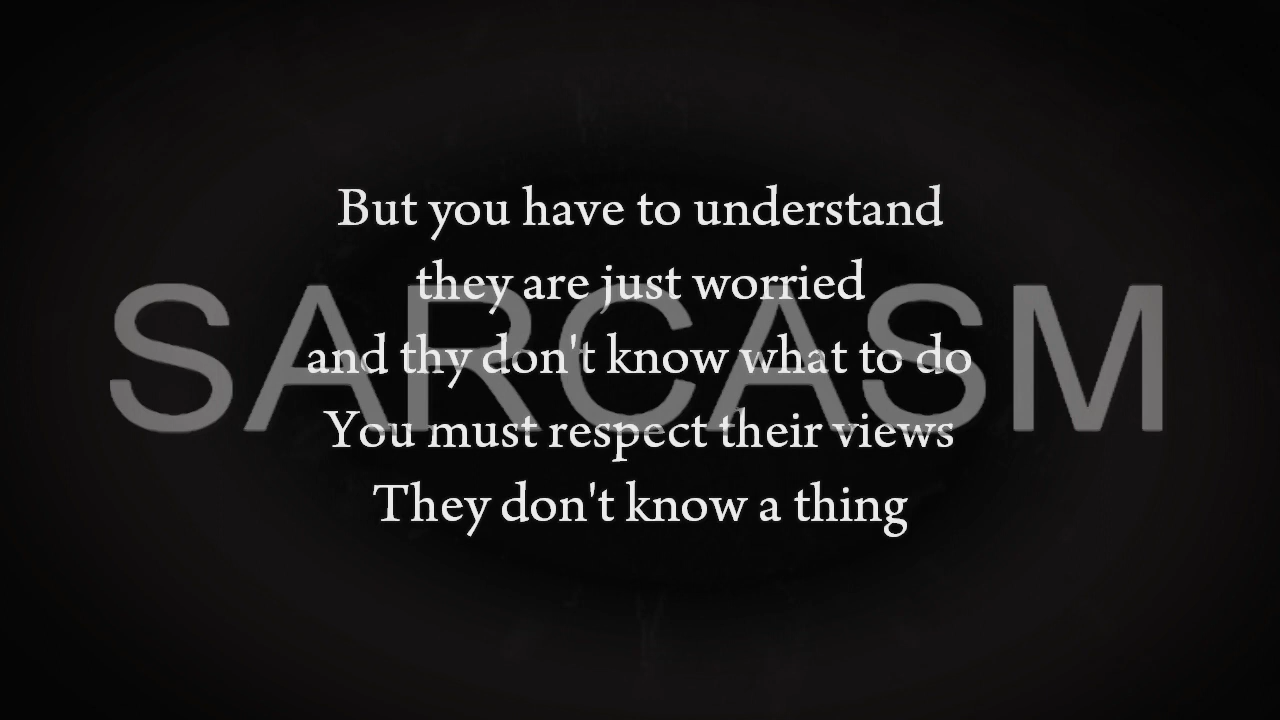 But you have to understand
they are just worried
SARCASM
and thy don't know what to do
You must respect their views
They don't know a thing